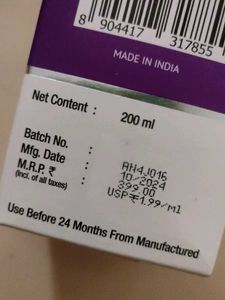 8 904417 317855
MADE IN INDIA
Net Content : 200 ml
Batch No. : AH4J016
Mfg. Date : 10/2024
M.R.P. ₹ : 399.00
(incl. of all taxes) USP ₹ 1.99/ml
Use Before 24 Months From Manufactured